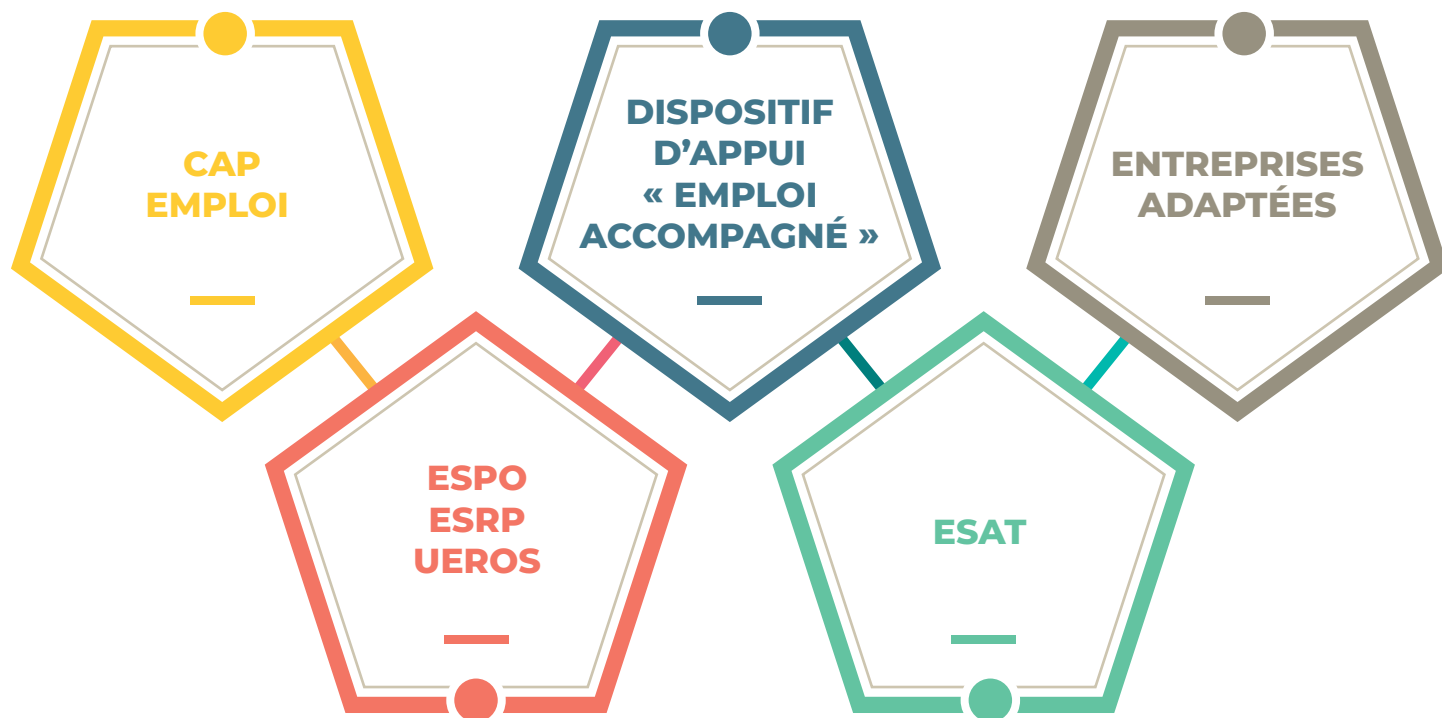 CAP
EMPLOI
DISPOSITIF
D’APPUI
« EMPLOI
ACCOMPAGNÉ »
ENTREPRISES
ADAPTÉES
ESPO
ESRP
UEROS
ESAT